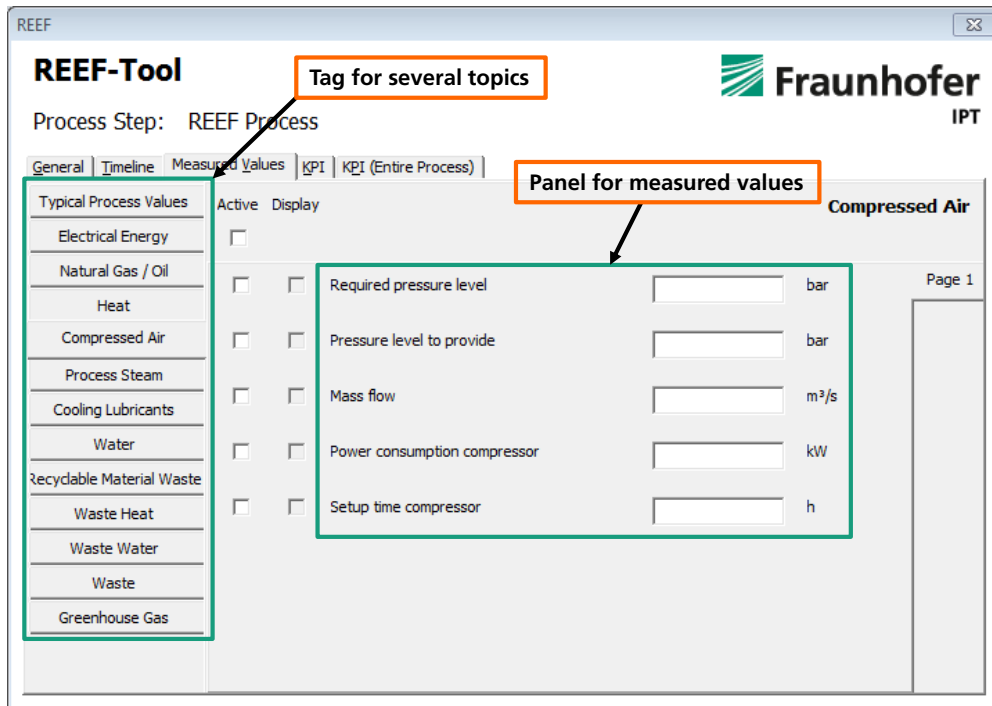 REEF
REEF-Tool
Tag for several topics
Fraunhofer
IPT
Process Step: REEF Process
General Timeline Measured Values KPI KPI (Entire Process)
Panel for measured values
Typical Process Values
Active Display
Compressed Air
Electrical Energy
Natural Gas / Oil
Required pressure level bar
Page 1
Heat
Compressed Air
Pressure level to provide bar
Process Steam
Cooling Lubricants
Mass flow m³/s
Water
Power consumption compressor kW
Recyclable Material Waste
Waste Heat
Setup time compressor h
Waste Water
Waste
Greenhouse Gas